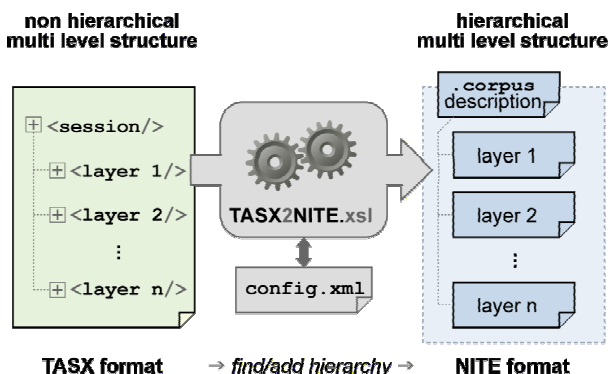 non hierarchical
multi level structure
<session/>
<layer 1/>
<layer 2/>
⋮
<layer n/>
TASX format
TASX2NITE.xsl
config.xml
→ find/add hierarchy →
hierarchical
multi level structure
.corpus
description
layer 1
layer 2
⋮
layer n
NITE format